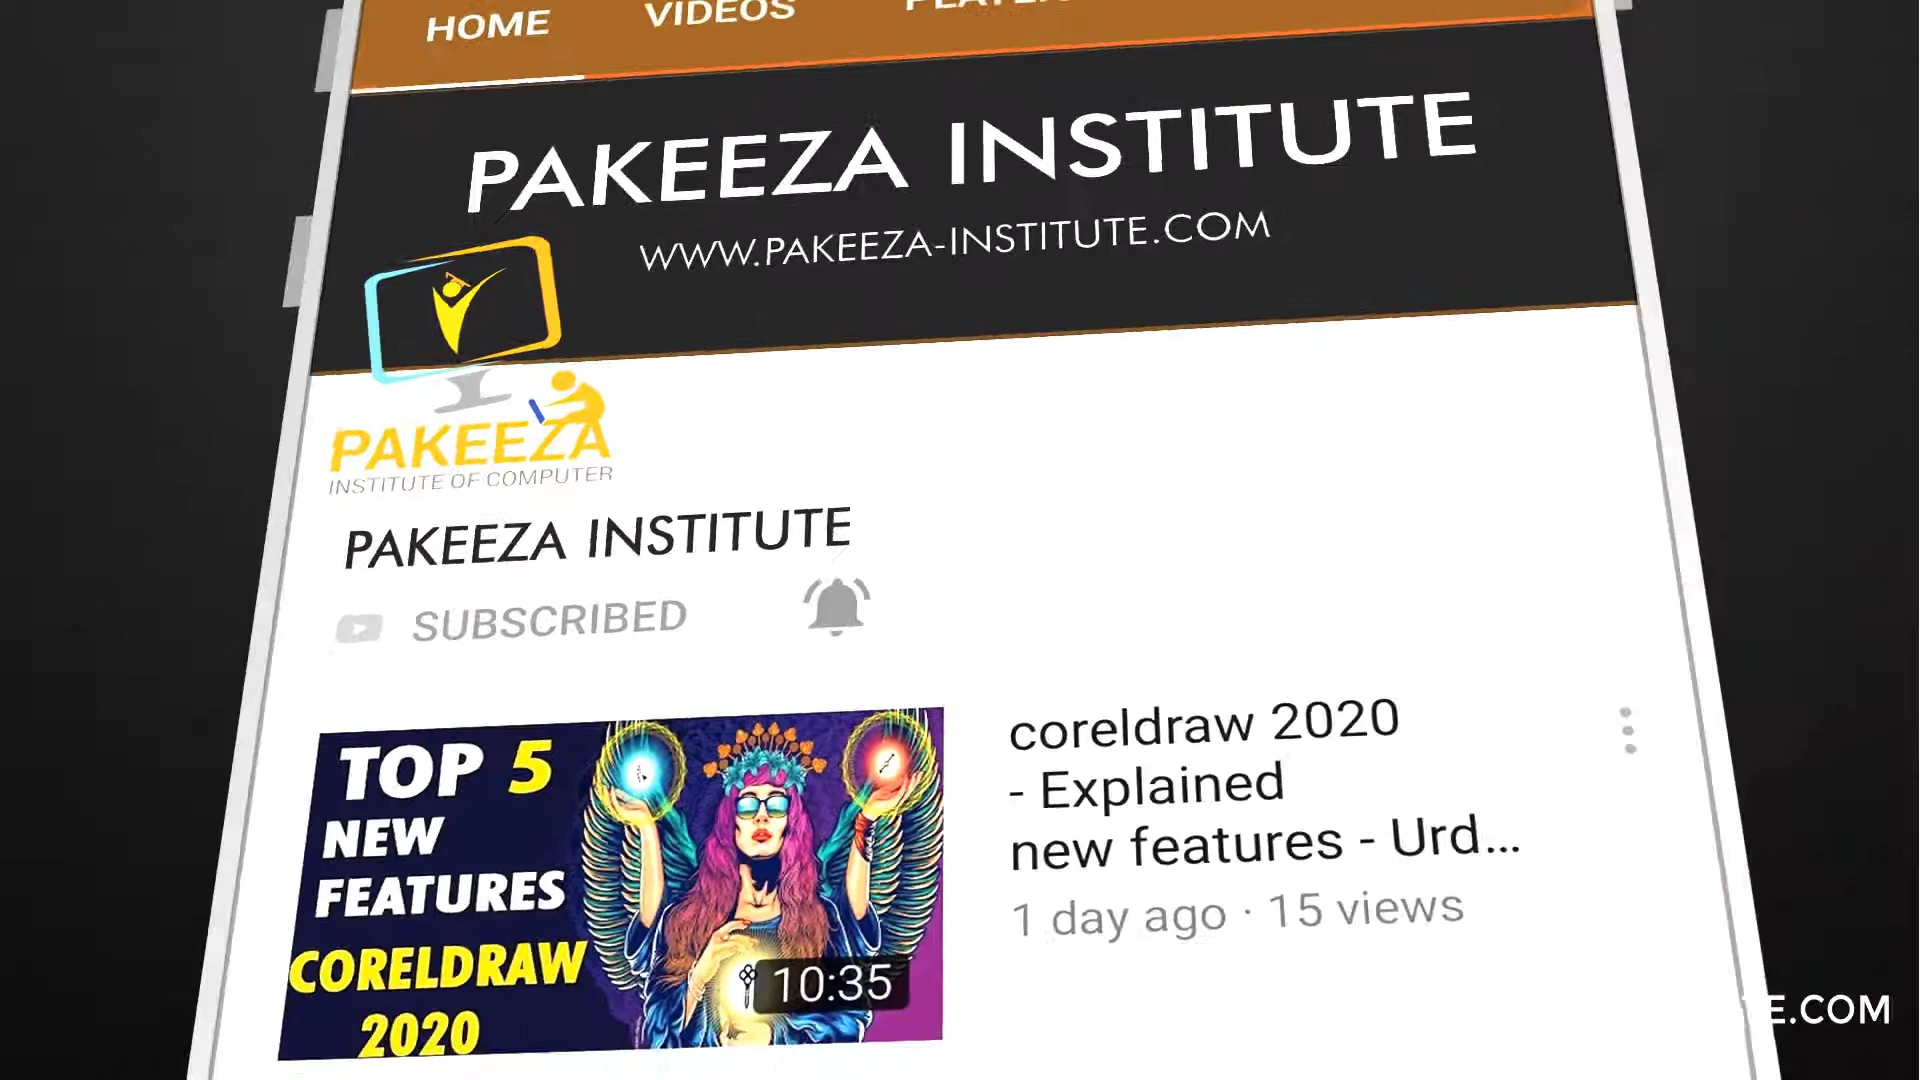 HOME VIDEOS
PAKEEZA INSTITUTE
WWW.PAKEEZA-INSTITUTE.COM
PAKEEZA
INSTITUTE OF COMPUTER
PAKEEZA INSTITUTE
SUBSCRIBED
TOP 5
NEW
FEATURES
CORELDRAW
2020
10:35
coreldraw 2020
- Explained
new features - Urd...
1 day ago · 15 views
E.COM